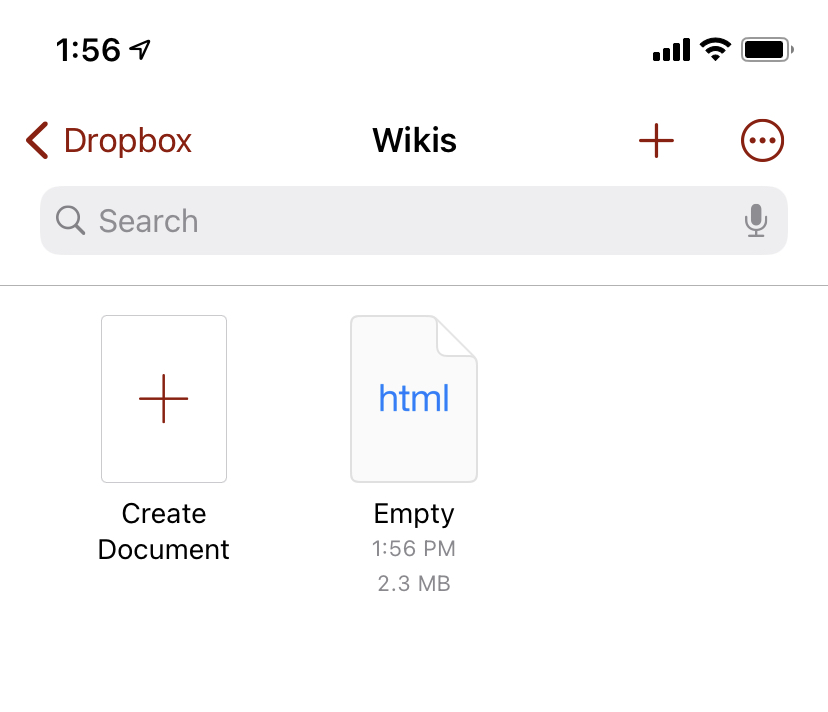 1:56
Dropbox
Wikis
Search
html
Create
Document
Empty
1:56 PM
2.3 MB